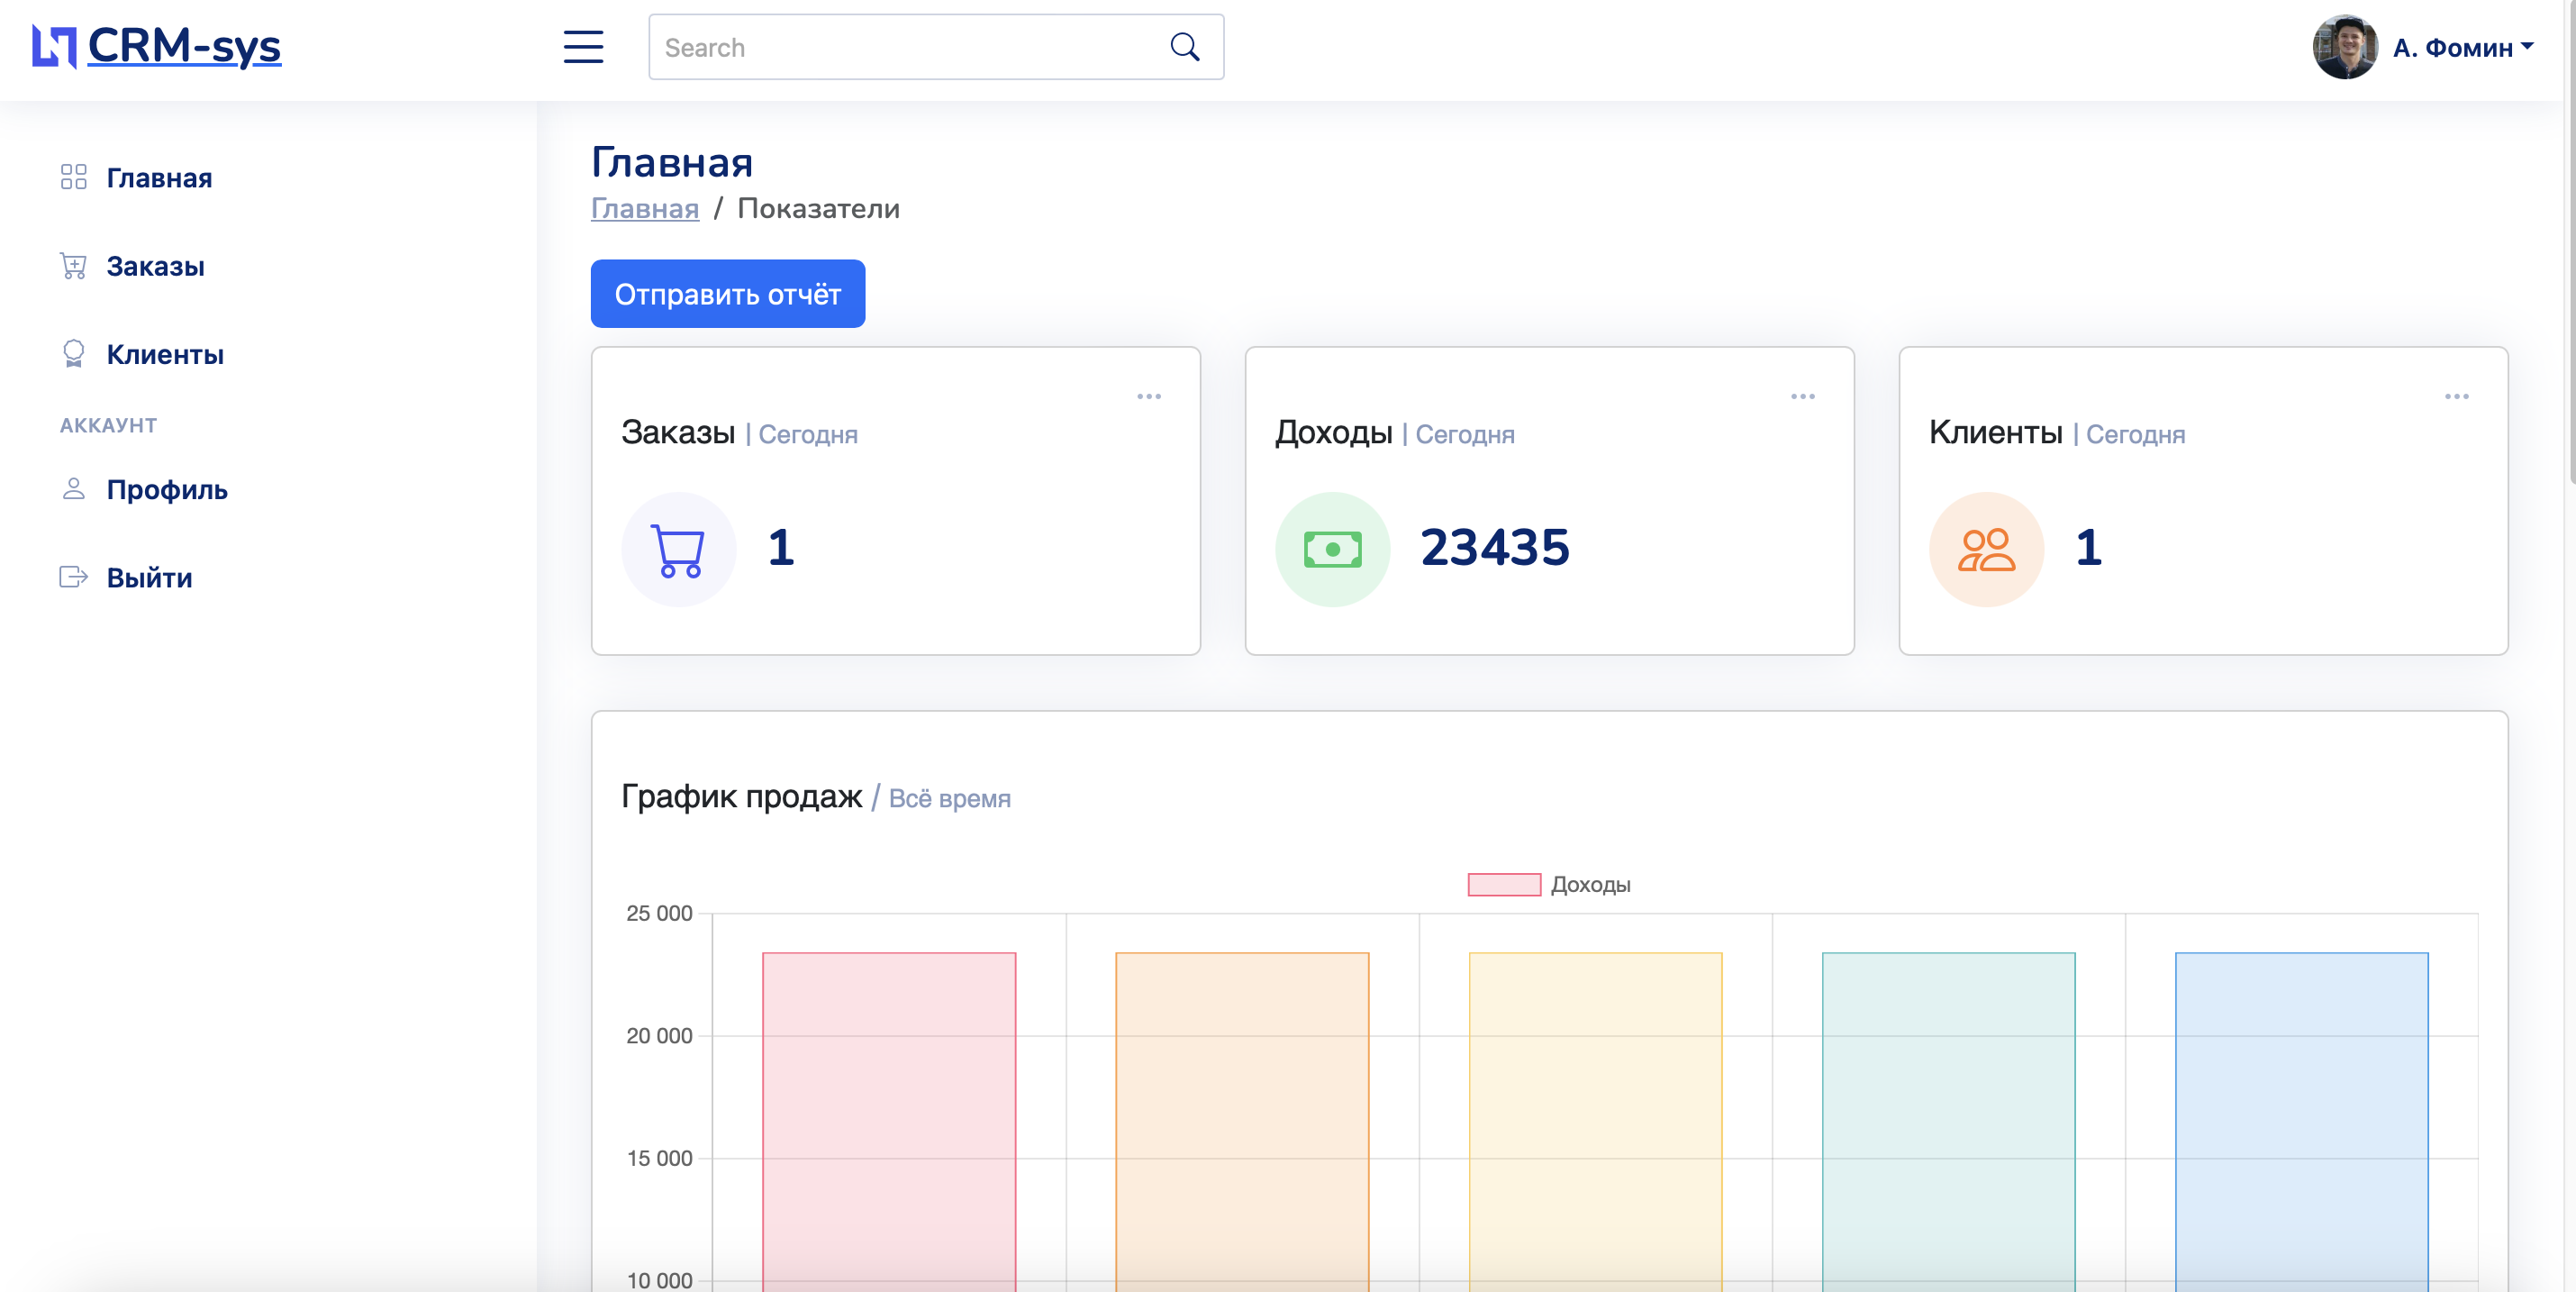 CRM-sys
Search
А. Фомин
Главная
Заказы
Клиенты
АККАУНТ
Профиль
Выйти
Главная
Главная / Показатели
Отправить отчёт
Заказы | Сегодня
1
Доходы | Сегодня
23435
Клиенты | Сегодня
1
График продаж / Всё время
Доходы
25 000
20 000
15 000
10 000